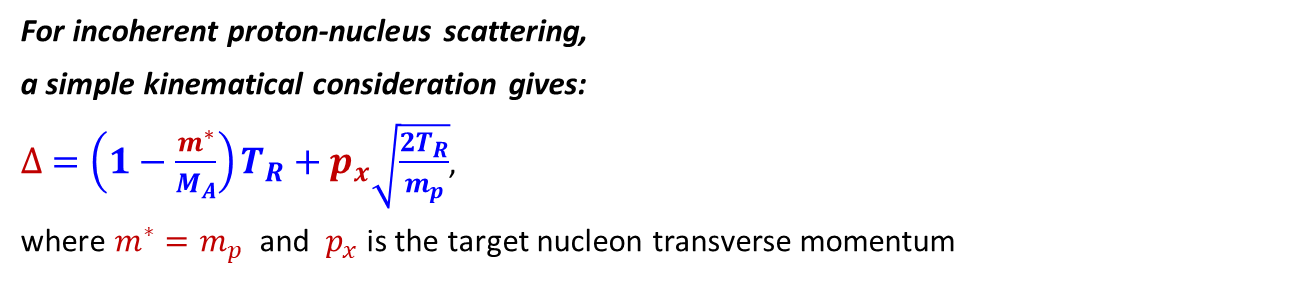 For incoherent proton-nucleus scattering,
a simple kinematical consideration gives:
Δ = (1 − m*/M_A) T_R + p_x √(2T_R/m_p),
where m* = m_p and p_x is the target nucleon transverse momentum